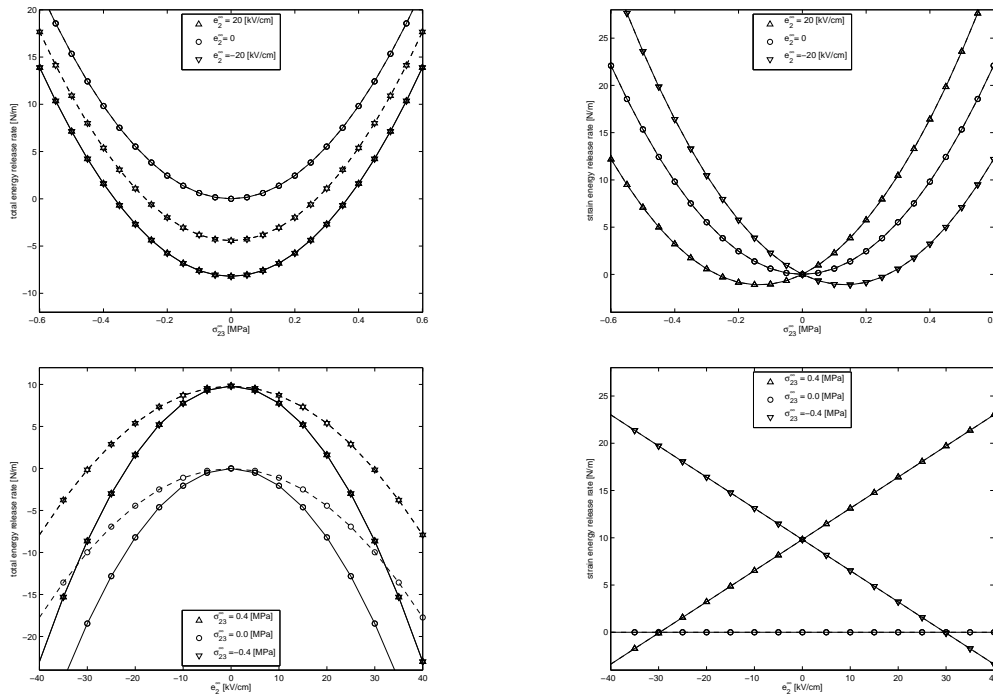 20
15
10
5
0
−5
−10
−0.6 −0.4 −0.2 0 0.2 0.4 0.6
total energy release rate [N/m]
σ₂₃^∞ [MPa]
e₂^∞ = 20 [kV/cm]
e₂^∞= 0
e₂^∞=−20 [kV/cm]
25
20
15
10
5
0
−0.6 −0.4 −0.2 0 0.2 0.4 0.6
strain energy release rate [N/m]
σ₂₃^∞ [MPa]
e₂^∞ = 20 [kV/cm]
e₂^∞= 0
e₂^∞=−20 [kV/cm]
10
5
0
−5
−10
−15
−20
−40 −30 −20 −10 0 10 20 30 40
total energy release rate [N/m]
e₂^∞ [kV/cm]
σ₂₃^∞ = 0.4 [MPa]
σ₂₃^∞ = 0.0 [MPa]
σ₂₃^∞=−0.4 [MPa]
25
20
15
10
5
0
−40 −30 −20 −10 0 10 20 30 40
strain energy release rate [N/m]
e₂^∞ [kV/cm]
σ₂₃^∞ = 0.4 [MPa]
σ₂₃^∞ = 0.0 [MPa]
σ₂₃^∞=−0.4 [MPa]